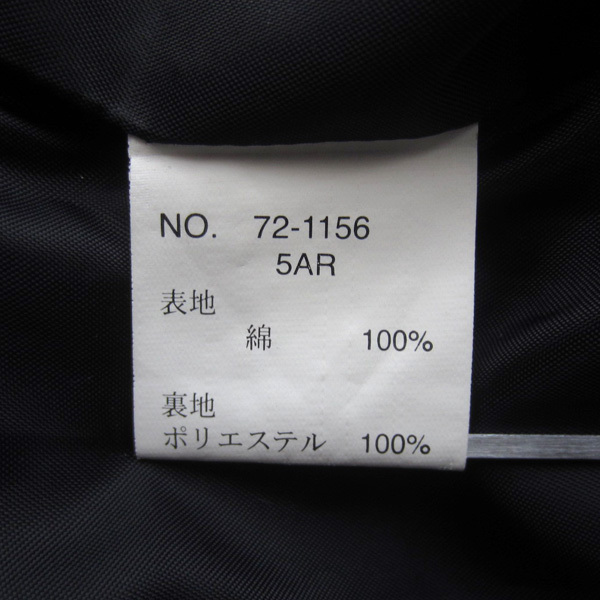 NO. 72-1156
5AR
表地
綿 100%
裏地
ポリエステル 100%